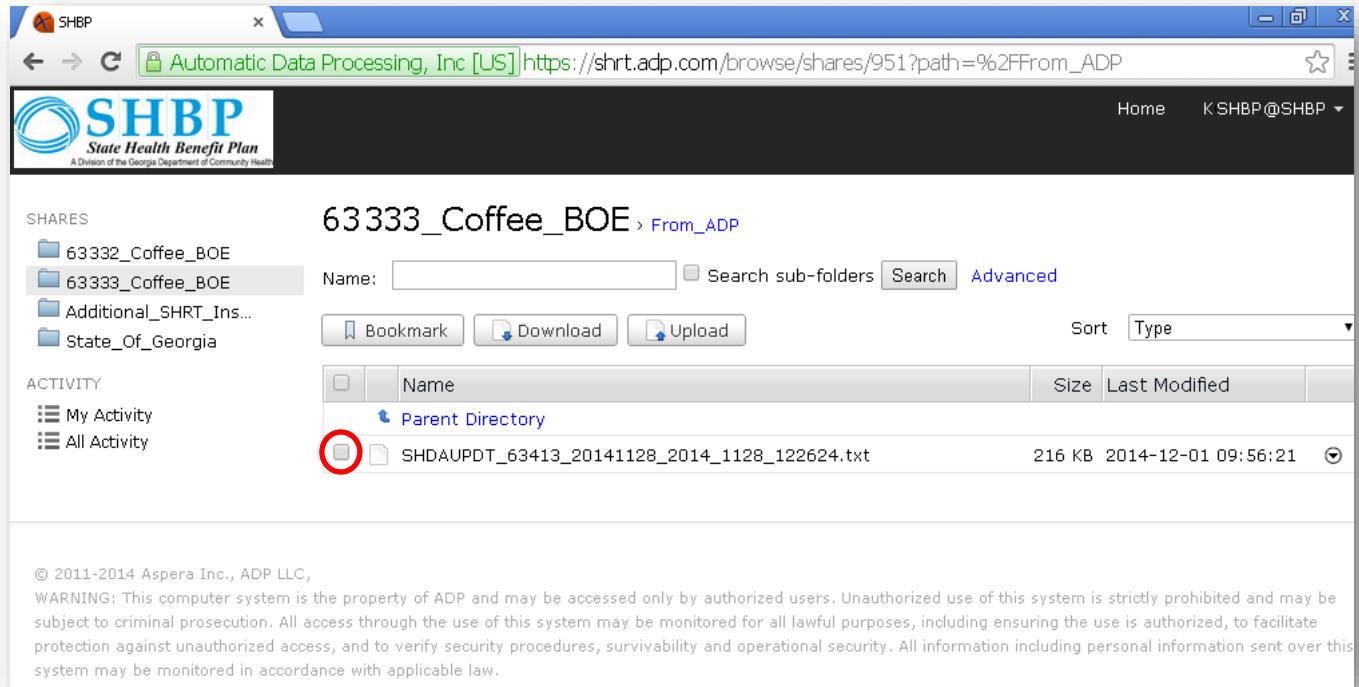 SHBP
Automatic Data Processing, Inc [US] https://shrt.adp.com/browse/shares/951?path=%2FFrom_ADP
SHBP
State Health Benefit Plan
A Division of the Georgia Department of Community Health
Home KSHBP@SHBP
SHARES
63332_Coffee_BOE
63333_Coffee_BOE
Additional_SHRT_Ins...
State_Of_Georgia
ACTIVITY
My Activity
All Activity
63333_Coffee_BOE › From_ADP
Name: Search sub-folders Search Advanced
Bookmark Download Upload Sort Type
Name Size Last Modified
Parent Directory
SHDAUPDT_63413_20141128_2014_1128_122624.txt 216 KB 2014-12-01 09:56:21
© 2011-2014 Aspera Inc., ADP LLC,
WARNING: This computer system is the property of ADP and may be accessed only by authorized users. Unauthorized use of this system is strictly prohibited and may be
subject to criminal prosecution. All access through the use of this system may be monitored for all lawful purposes, including ensuring the use is authorized, to facilitate
protection against unauthorized access, and to verify security procedures, survivability and operational security. All information including personal information sent over this
system may be monitored in accordance with applicable law.